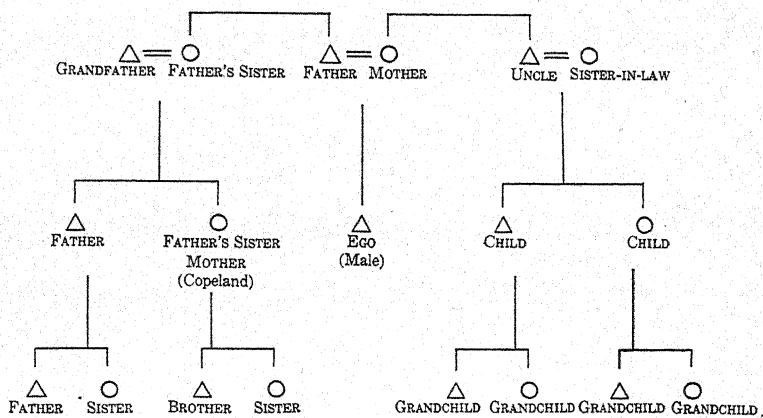 GRANDFATHER FATHER'S SISTER FATHER MOTHER UNCLE SISTER-IN-LAW
FATHER FATHER'S SISTER EGO CHILD CHILD
MOTHER (Male)
(Copeland)
FATHER SISTER BROTHER SISTER GRANDCHILD GRANDCHILD GRANDCHILD GRANDCHILD